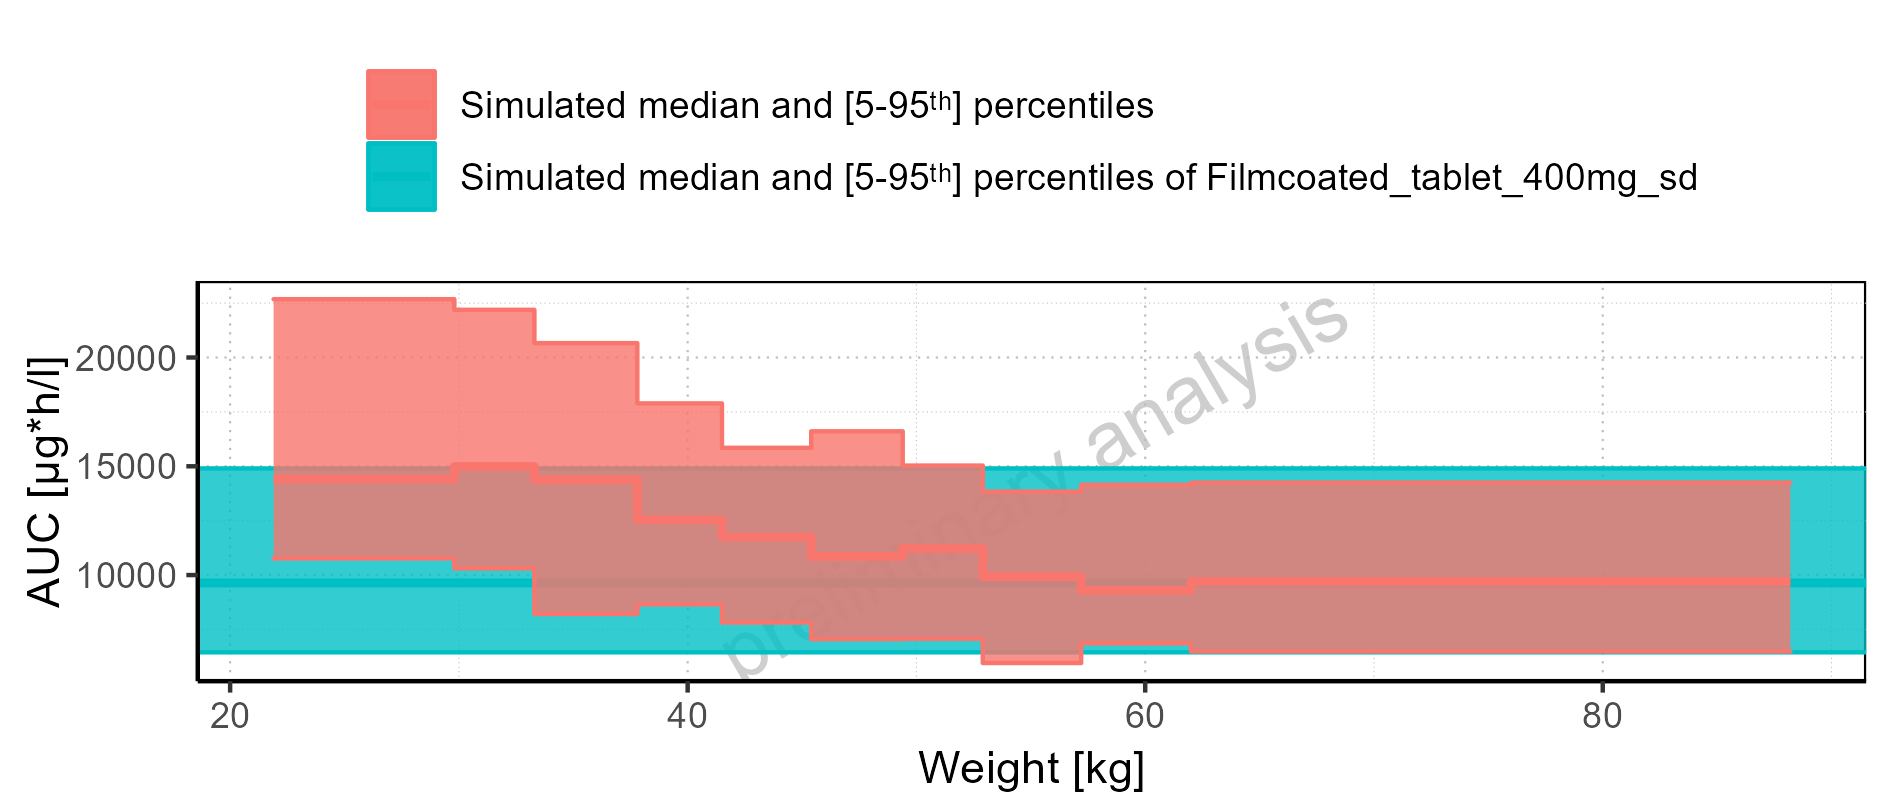 Simulated median and [5-95th] percentiles
Simulated median and [5-95th] percentiles of Filmcoated_tablet_400mg_sd
AUC [µg*h/l]
20000
15000
10000
preliminary analysis
20 40 60 80
Weight [kg]